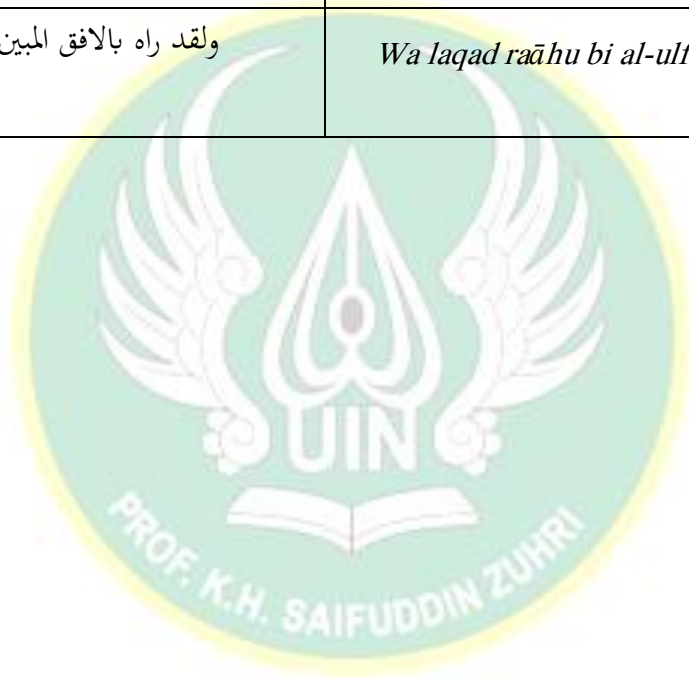 ولقد راه بالافق المبين
Wa laqad raāhu bi al-ulf
UIN
PROF. K.H. SAIFUDDIN ZUHRI